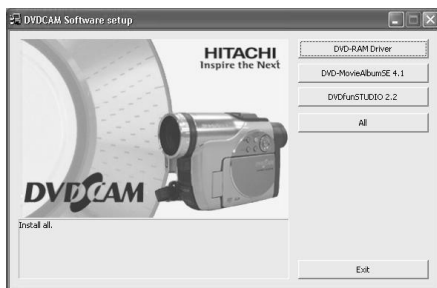 DVDCAM Software setup
HITACHI
Inspire the Next
DVDCAM
Install all.
DVD-RAM Driver
DVD-MovieAlbumSE 4.1
DVDfunSTUDIO 2.2
All
Exit